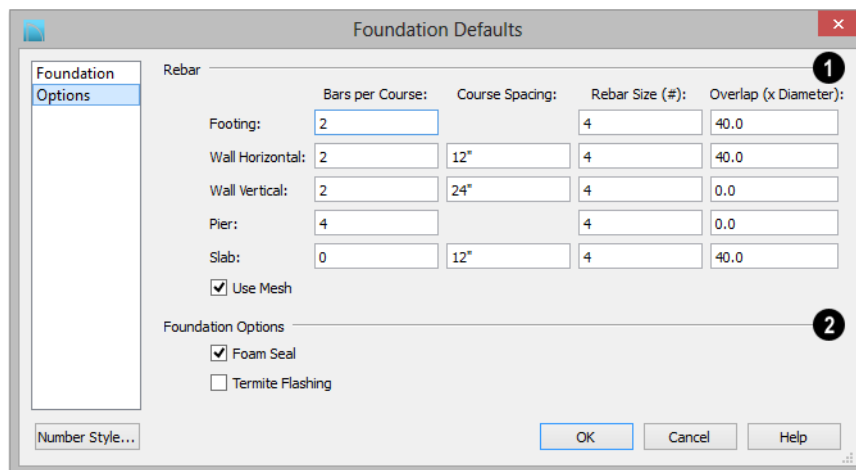 Foundation Defaults
Foundation
Options
Rebar
1
Bars per Course: Course Spacing: Rebar Size (#): Overlap (x Diameter):
Footing: 2 4 40.0
Wall Horizontal: 2 12" 4 40.0
Wall Vertical: 2 24" 4 0.0
Pier: 4 4 0.0
Slab: 0 12" 4 40.0
Use Mesh
Foundation Options
2
Foam Seal
Termite Flashing
Number Style... OK Cancel Help